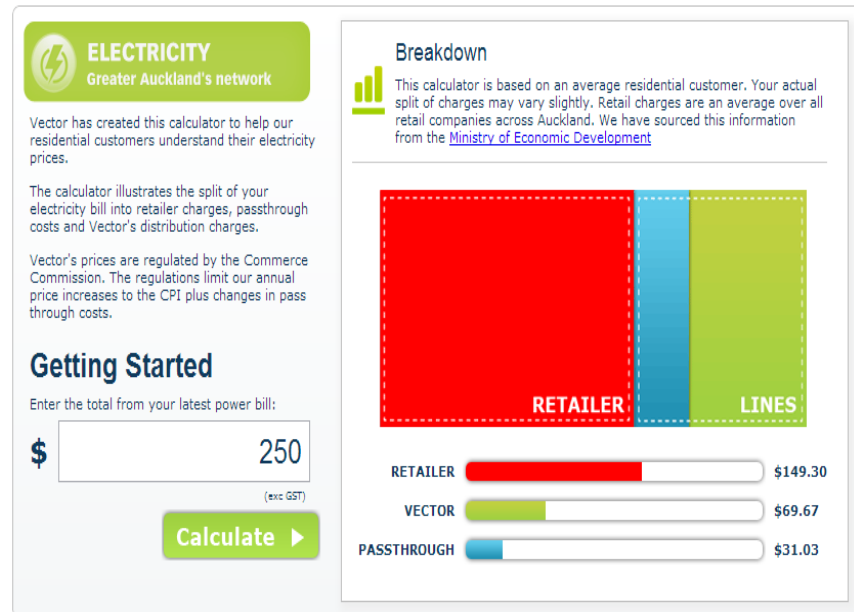 ELECTRICITY
Greater Auckland's network
Vector has created this calculator to help our
residential customers understand their electricity
prices.
The calculator illustrates the split of your
electricity bill into retailer charges, passthrough
costs and Vector's distribution charges.
Vector's prices are regulated by the Commerce
Commission. The regulations limit our annual
price increases to the CPI plus changes in pass
through costs.
Getting Started
Enter the total from your latest power bill:
$ 250
(exc GST)
Calculate
Breakdown
This calculator is based on an average residential customer. Your actual
split of charges may vary slightly. Retail charges are an average over all
retail companies across Auckland. We have sourced this information
from the Ministry of Economic Development
RETAILER LINES
RETAILER $149.30
VECTOR $69.67
PASSTHROUGH $31.03